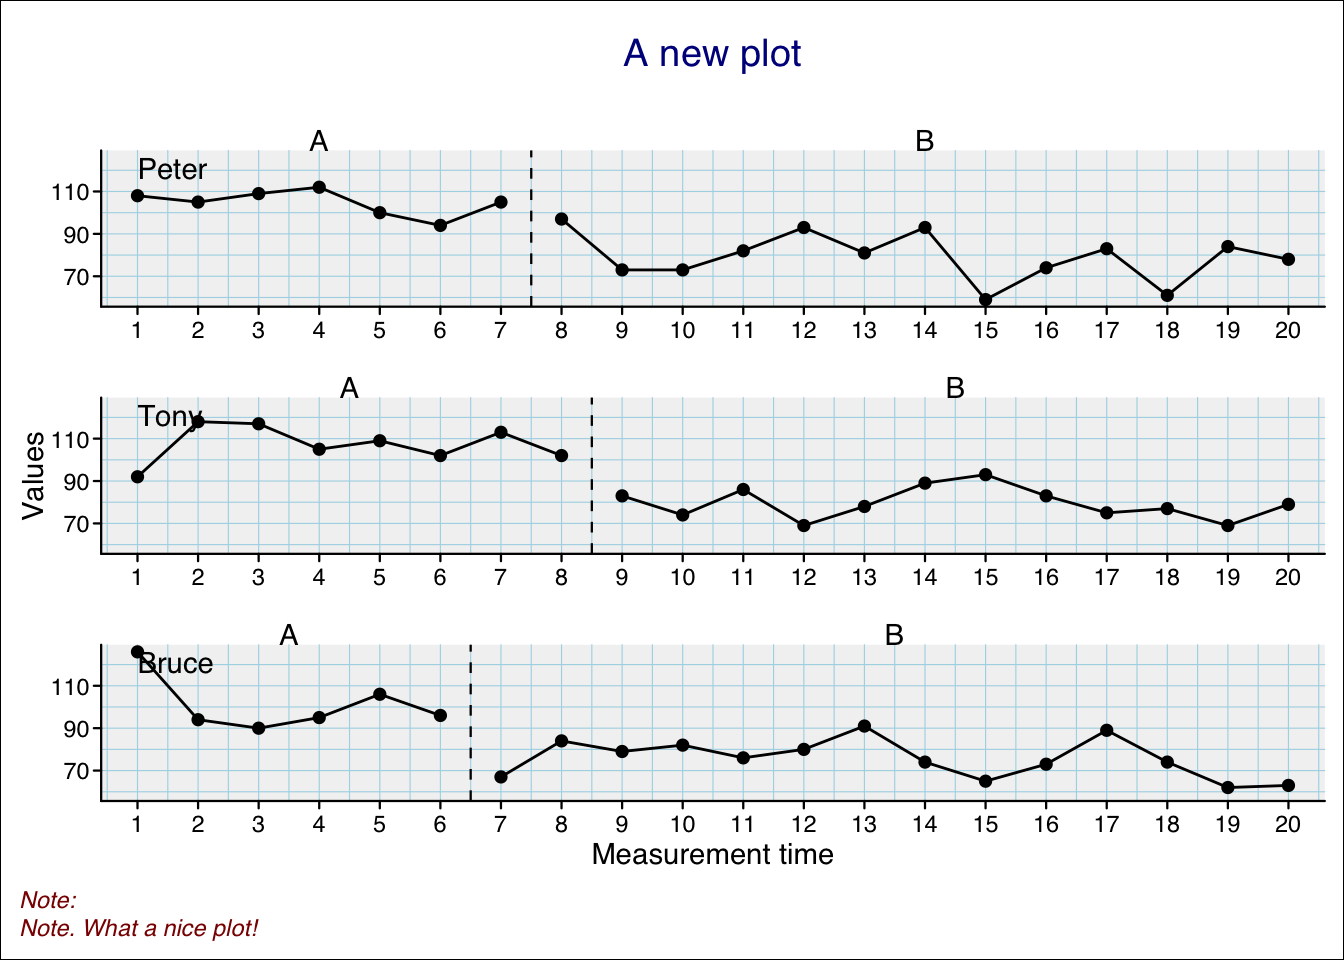 A new plot
A B
Peter
110
90
70
1 2 3 4 5 6 7 8 9 10 11 12 13 14 15 16 17 18 19 20
A B
Tony
110
90
70
Values
1 2 3 4 5 6 7 8 9 10 11 12 13 14 15 16 17 18 19 20
A B
Bruce
110
90
70
1 2 3 4 5 6 7 8 9 10 11 12 13 14 15 16 17 18 19 20
Measurement time
Note:
Note. What a nice plot!